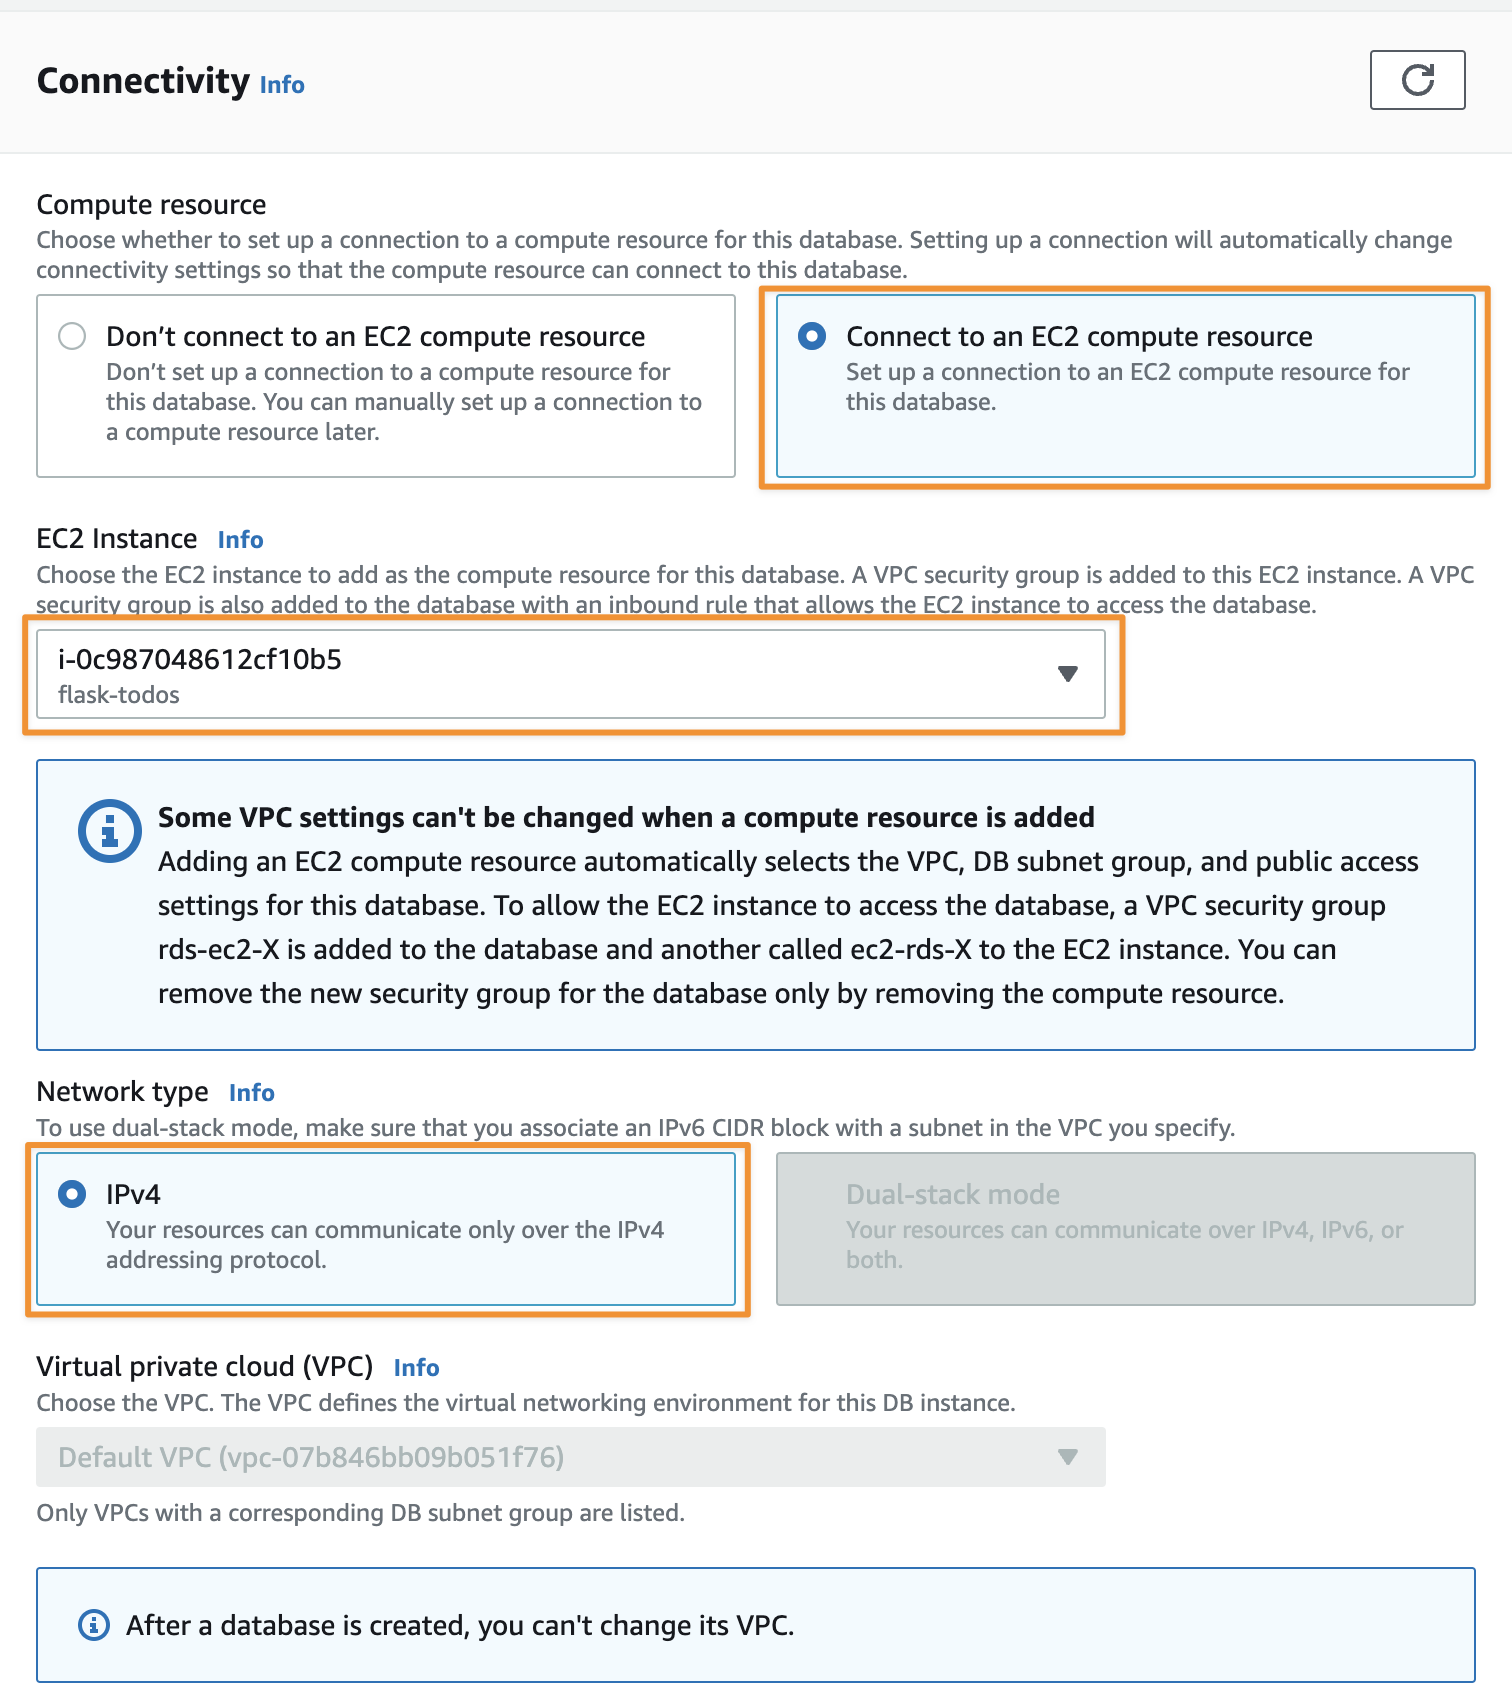 Connectivity Info
Compute resource
Choose whether to set up a connection to a compute resource for this database. Setting up a connection will automatically change
connectivity settings so that the compute resource can connect to this database.
Don’t connect to an EC2 compute resource
Don’t set up a connection to a compute resource for
this database. You can manually set up a connection to
a compute resource later.
Connect to an EC2 compute resource
Set up a connection to an EC2 compute resource for
this database.
EC2 Instance Info
Choose the EC2 instance to add as the compute resource for this database. A VPC security group is added to this EC2 instance. A VPC
security group is also added to the database with an inbound rule that allows the EC2 instance to access the database.
i-0c987048612cf10b5
flask-todos
Some VPC settings can't be changed when a compute resource is added
Adding an EC2 compute resource automatically selects the VPC, DB subnet group, and public access
settings for this database. To allow the EC2 instance to access the database, a VPC security group
rds-ec2-X is added to the database and another called ec2-rds-X to the EC2 instance. You can
remove the new security group for the database only by removing the compute resource.
Network type Info
To use dual-stack mode, make sure that you associate an IPv6 CIDR block with a subnet in the VPC you specify.
IPv4
Your resources can communicate only over the IPv4
addressing protocol.
Dual-stack mode
Your resources can communicate over IPv4, IPv6, or
both.
Virtual private cloud (VPC) Info
Choose the VPC. The VPC defines the virtual networking environment for this DB instance.
Default VPC (vpc-07b846bb09b051f76)
Only VPCs with a corresponding DB subnet group are listed.
After a database is created, you can't change its VPC.